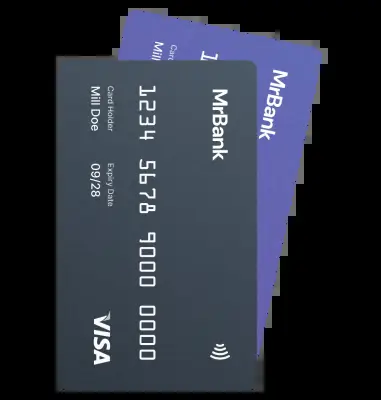 MrBank
1234 5678 9000 0000
Card Holder
Mill Doe
Expiry Date
09/28
VISA
MrBank